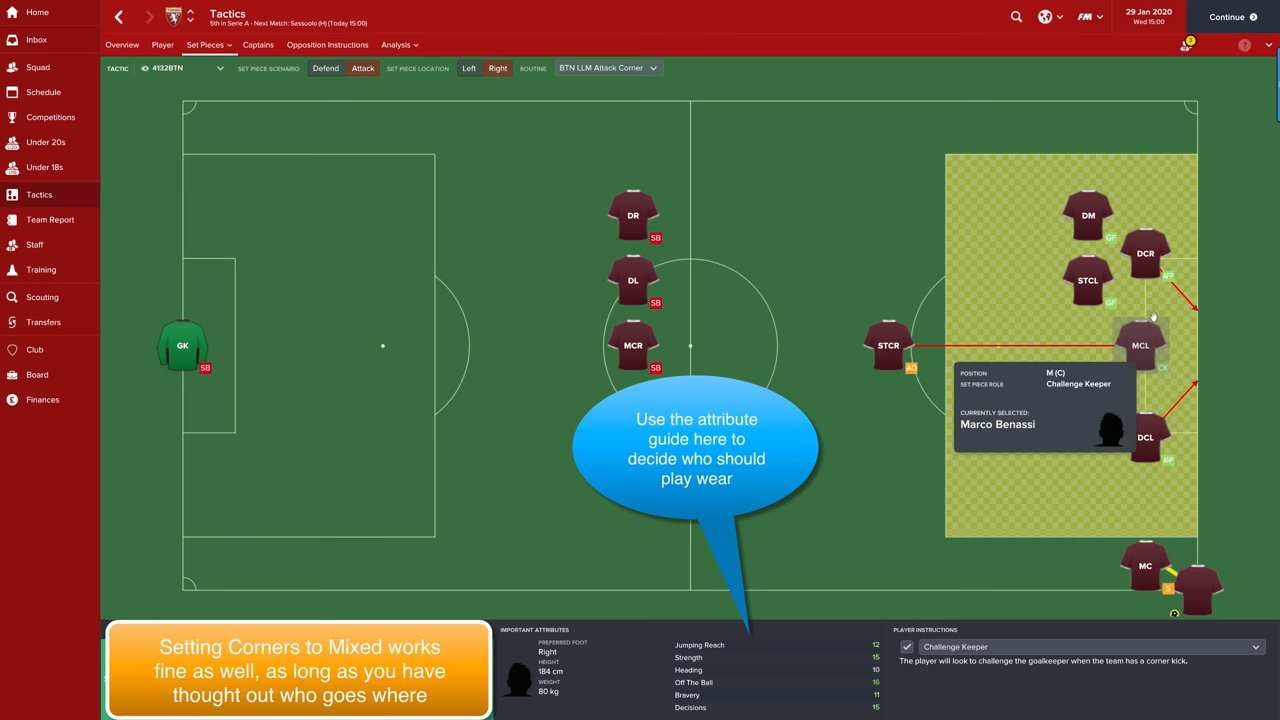 Home
Tactics
5th in Serie A - Next Match: Sassuolo (H) (Today 15:00)
FM
29 Jan 2020
Wed 15:00
Continue
Inbox
Overview
Player
Set Pieces
Captains
Opposition Instructions
Analysis
3
?
Squad
TACTIC
4132BTN
SET PIECE SCENARIO
Defend
Attack
SET PIECE LOCATION
Left
Right
ROUTINE
BTN LLM Attack Corner
Schedule
Competitions
Under 20s
Under 18s
Tactics
Team Report
Staff
Training
Scouting
Transfers
Club
Board
Finances
DR
SB
DM
GF
DCR
AFP
DL
SB
STCL
GF
GK
SB
MCR
SB
STCR
AD
MCL
CK
POSITION
M (C)
SET PIECE ROLE
Challenge Keeper
CURRENTLY SELECTED:
Marco Benassi
DCL
ANP
Use the attribute
guide here to
decide who should
play wear
MC
S
Setting Corners to Mixed works
fine as well, as long as you have
thought out who goes where
IMPORTANT ATTRIBUTES
PREFERRED FOOT
Right
HEIGHT
184 cm
WEIGHT
80 kg
Jumping Reach 12
Strength 15
Heading 10
Off The Ball 16
Bravery 11
Decisions 15
PLAYER INSTRUCTIONS
Challenge Keeper
The player will look to challenge the goalkeeper when the team has a corner kick.